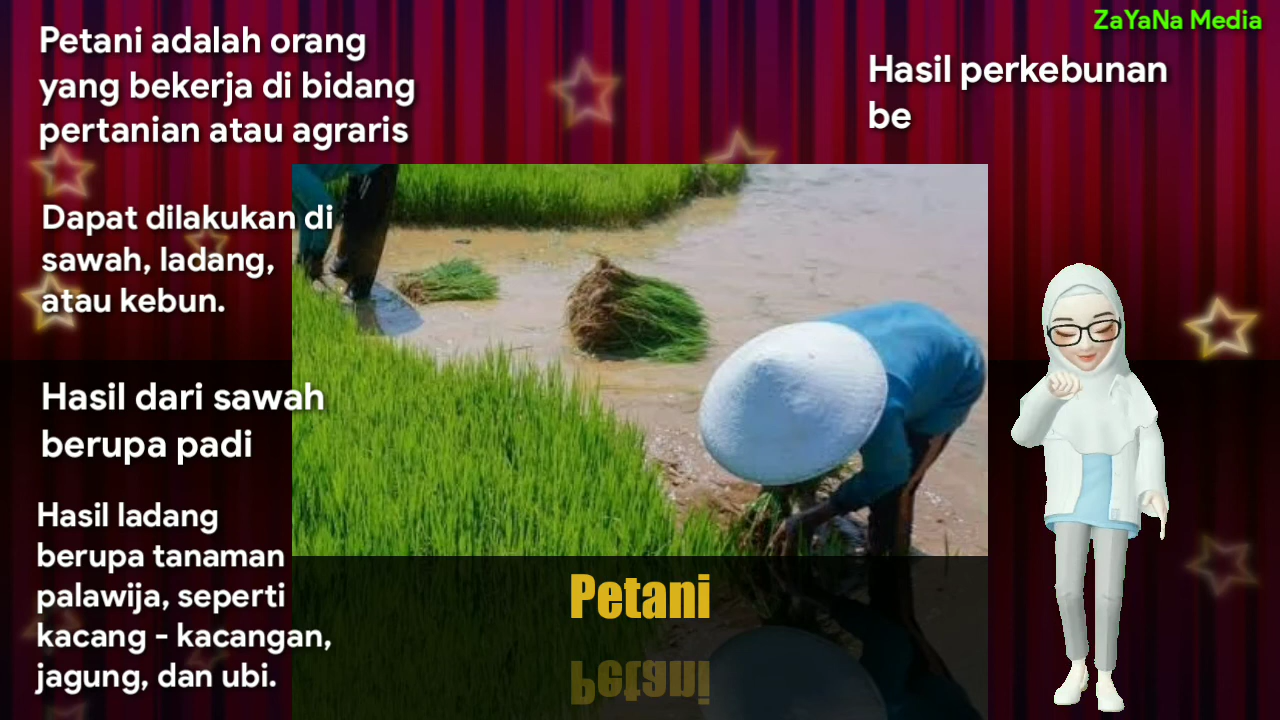 Petani adalah orang
yang bekerja di bidang
pertanian atau agraris
Dapat dilakukan di
sawah, ladang,
atau kebun.
Hasil dari sawah
berupa padi
Hasil ladang
berupa tanaman
palawija, seperti
kacang - kacangan,
jagung, dan ubi.
ZaYaNa Media
Hasil perkebunan
be
Petani